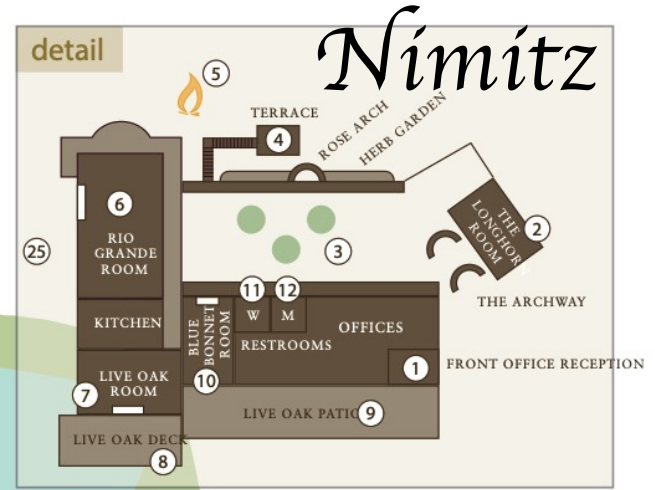 Nimitz
detail
5
TERRACE
4
ROSE ARCH
HERB GARDEN
6
RIO
GRANDE
ROOM
25
3
2
THE
LONGHORN
ROOM
THE ARCHWAY
11
12
W
M
KITCHEN
BLUE
BONNET
ROOM
RESTROOMS
OFFICES
10
1
FRONT OFFICE RECEPTION
LIVE OAK
ROOM
7
LIVE OAK PATIO
9
LIVE OAK DECK
8